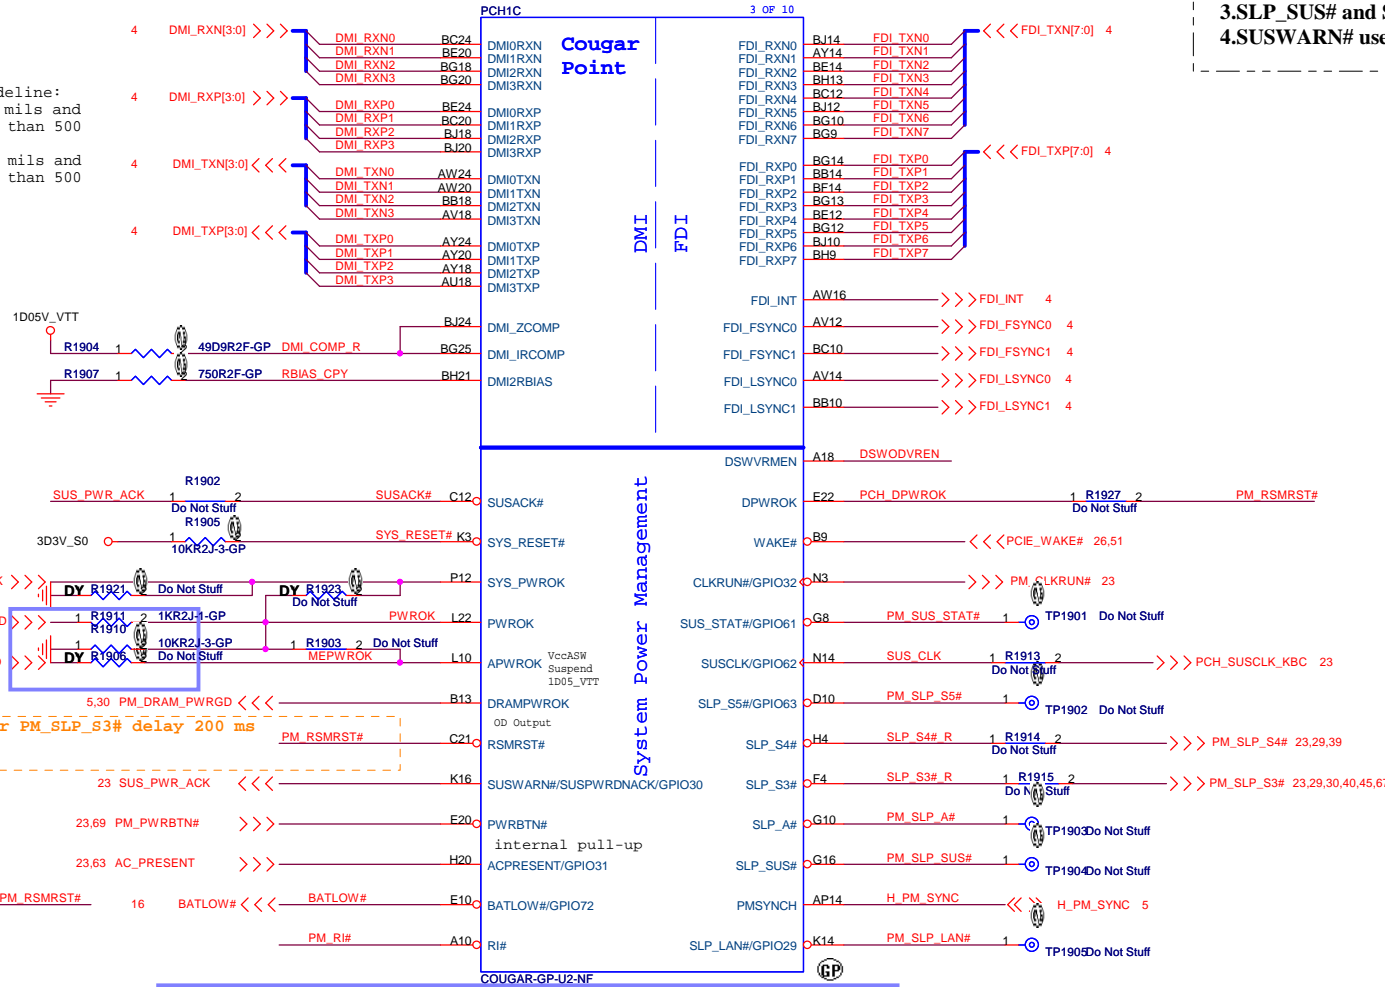 PCH1C
3 OF 10
3.SLP_SUS# and
4.SUSWARN# use
deline:
mils and
than 500
mils and
than 500
Cougar
Point
DMI
FDI
4 DMI_RXN[3:0]
DMI_RXN0 BC24 DMI0RXN
DMI_RXN1 BE20 DMI1RXN
DMI_RXN2 BG18 DMI2RXN
DMI_RXN3 BG20 DMI3RXN
4 DMI_RXP[3:0]
DMI_RXP0 BE24 DMI0RXP
DMI_RXP1 BC20 DMI1RXP
DMI_RXP2 BJ18 DMI2RXP
DMI_RXP3 BJ20 DMI3RXP
4 DMI_TXN[3:0]
DMI_TXN0 AW24 DMI0TXN
DMI_TXN1 AW20 DMI1TXN
DMI_TXN2 BB18 DMI2TXN
DMI_TXN3 AV18 DMI3TXN
4 DMI_TXP[3:0]
DMI_TXP0 AY24 DMI0TXP
DMI_TXP1 AY20 DMI1TXP
DMI_TXP2 AY18 DMI2TXP
DMI_TXP3 AU18 DMI3TXP
1D05V_VTT
BJ24 DMI_ZCOMP
R1904 1 2 49D9R2F-GP DMI_COMP_R BG25 DMI_IRCOMP
R1907 1 2 750R2F-GP RBIAS_CPY BH21 DMI2RBIAS
FDI_RXN0 BJ14 FDI_TXN0 FDI_TXN[7:0] 4
FDI_RXN1 AY14 FDI_TXN1
FDI_RXN2 BE14 FDI_TXN2
FDI_RXN3 BH13 FDI_TXN3
FDI_RXN4 BC12 FDI_TXN4
FDI_RXN5 BJ12 FDI_TXN5
FDI_RXN6 BG10 FDI_TXN6
FDI_RXN7 BG9 FDI_TXN7
FDI_TXP[7:0] 4
FDI_RXP0 BG14 FDI_TXP0
FDI_RXP1 BB14 FDI_TXP1
FDI_RXP2 BF14 FDI_TXP2
FDI_RXP3 BG13 FDI_TXP3
FDI_RXP4 BE12 FDI_TXP4
FDI_RXP5 BG12 FDI_TXP5
FDI_RXP6 BJ10 FDI_TXP6
FDI_RXP7 BH9 FDI_TXP7
FDI_INT AW16 FDI_INT 4
FDI_FSYNC0 AV12 FDI_FSYNC0 4
FDI_FSYNC1 BC10 FDI_FSYNC1 4
FDI_LSYNC0 AV14 FDI_LSYNC0 4
FDI_LSYNC1 BB10 FDI_LSYNC1 4
System Power Management
R1902
SUS_PWR_ACK 1 2 SUSACK# C12 SUSACK#
Do Not Stuff
R1905
3D3V_S0 1 2 SYS_RESET# K3 SYS_RESET#
10KR2J-3-GP
DY R1921 2 Do Not Stuff P12 SYS_PWROK
DY R1923
Do Not Stuff
1 R1911 2 1KR2J-1-GP PWROK L22 PWROK
1 R1910 2 10KR2J-3-GP 1 R1903 2 Do Not Stuff
DY R1906 2 Do Not Stuff MEPWROK L10 APWROK
VccASW
Suspend
1D05_VTT
5,30 PM_DRAM_PWRGD B13 DRAMPWROK
OD Output
r PM_SLP_S3# delay 200 ms
PM_RSMRST# C21 RSMRST#
23 SUS_PWR_ACK K16 SUSWARN#/SUSPWRDNACK/GPIO30
23,69 PM_PWRBTN# E20 PWRBTN#
internal pull-up
23,63 AC_PRESENT H20 ACPRESENT/GPIO31
PM_RSMRST# 16 BATLOW# BATLOW# E10 BATLOW#/GPIO72
PM_RI# A10 RI#
DSWVRMEN A18 DSWODVREN
DPWROK E22 PCH_DPWROK 1 R1927 2 PM_RSMRST#
Do Not Stuff
WAKE# B9 PCIE_WAKE# 26,51
CLKRUN#/GPIO32 N3 PM_CLKRUN# 23
SUS_STAT#/GPIO61 G8 PM_SUS_STAT# 1 TP1901 Do Not Stuff
SUSCLK/GPIO62 N14 SUS_CLK 1 R1913 2 PCH_SUSCLK_KBC 23
Do Not Stuff
SLP_S5#/GPIO63 D10 PM_SLP_S5# 1 TP1902 Do Not Stuff
SLP_S4# H4 SLP_S4#_R 1 R1914 2 PM_SLP_S4# 23,29,39
Do Not Stuff
SLP_S3# F4 SLP_S3#_R 1 R1915 2 PM_SLP_S3# 23,29,30,40,45,67
Do Not Stuff
SLP_A# G10 PM_SLP_A# 1 TP1903 Do Not Stuff
SLP_SUS# G16 PM_SLP_SUS# 1 TP1904 Do Not Stuff
PMSYNCH AP14 H_PM_SYNC H_PM_SYNC 5
SLP_LAN#/GPIO29 K14 PM_SLP_LAN# 1 TP1905 Do Not Stuff
COUGAR-GP-U2-NF
GP